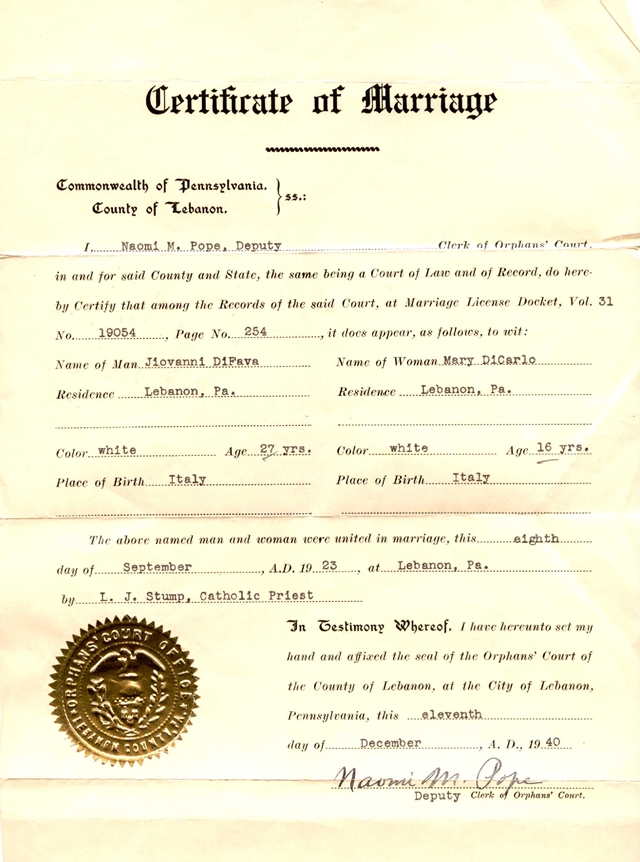 Certificate of Marriage
Commonwealth of Pennsylvania.
County of Lebanon.
} ss.:
I, Naomi M. Pope, Deputy Clerk of Orphans' Court,
in and for said County and State, the same being a Court of Law and of Record, do here-
by Certify that among the Records of the said Court, at Marriage License Docket, Vol. 31
No. 19054, Page No. 254, it does appear, as follows, to wit:
Name of Man Jiovanni DiFava Name of Woman Mary DiCarlo
Residence Lebanon, Pa. Residence Lebanon, Pa.
Color white Age 27 yrs. Color white Age 16 yrs.
Place of Birth Italy Place of Birth Italy
The above named man and woman were united in marriage, this eighth
day of September, A.D. 19 23, at Lebanon, Pa.
by L. J. Stump, Catholic Priest
In Testimony Whereof, I have hereunto set my
hand and affixed the seal of the Orphans' Court of
the County of Lebanon, at the City of Lebanon,
Pennsylvania, this eleventh
day of December, A. D., 19 40
Naomi M. Pope
Deputy Clerk of Orphans' Court.
ORPHANS' COURT OFFICE
LEBANON COUNTY, PA.